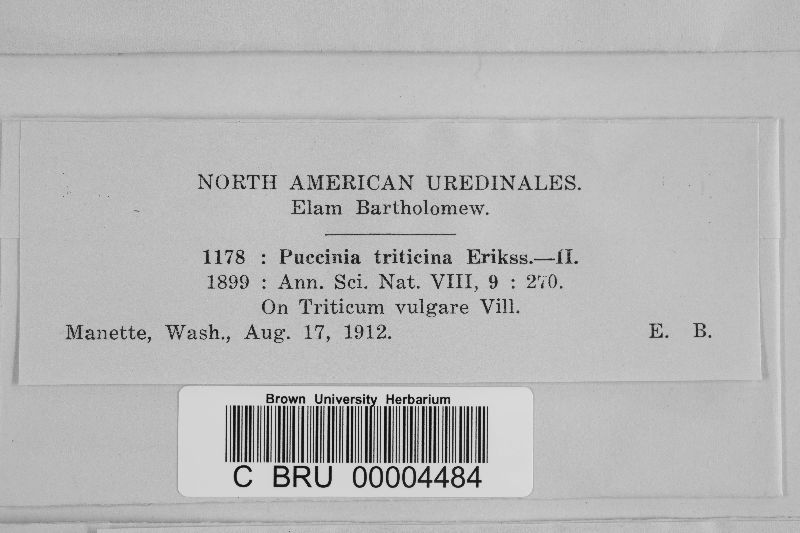 NORTH AMERICAN UREDINALES.
Elam Bartholomew.
1178 : Puccinia triticina Erikss.—II.
1899 : Ann. Sci. Nat. VIII, 9 : 270.
On Triticum vulgare Vill.
Manette, Wash., Aug. 17, 1912. E. B.
Brown University Herbarium
C BRU 00004484